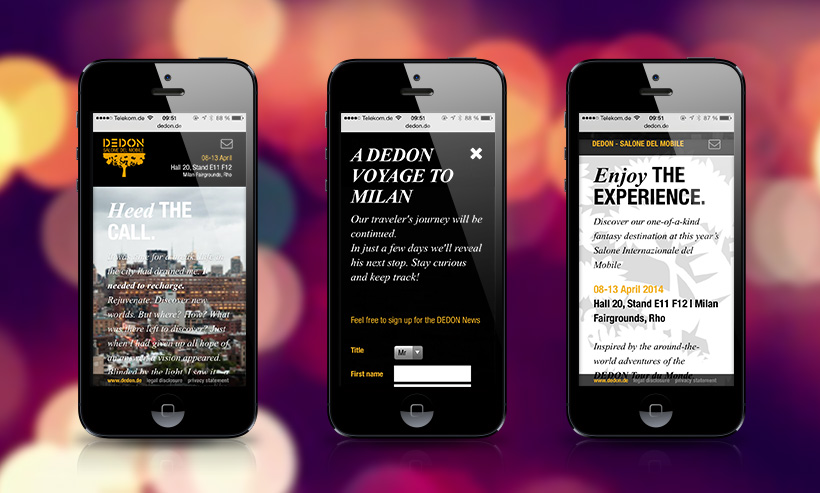 Telekom.de 09:51 88 %
dedon.de
DEDON
SALONE DEL MOBILE
08-13 April
Hall 20, Stand E11 F12
Milan Fairgrounds, Rho
Heed THE
CALL.
for a
the city had drained me. I
needed to recharge.
Rejuvenate. Discover new
worlds. But where? How? What
was there left to discover? Just
when I had given up all hope of
vision appeared.
Blinded by the light I saw it
www.dedon.de legal disclosure privacy statement
Telekom.de 09:51 88 %
dedon.de
A DEDON
VOYAGE TO
MILAN
Our traveler's journey will be
continued.
In just a few days we'll reveal
his next stop. Stay curious
and keep track!
Feel free to sign up for the DEDON News
Title
Mr
First name
Telekom.de 09:51 87 %
dedon.de
DEDON - SALONE DEL MOBILE
Enjoy THE
EXPERIENCE.
Discover our one-of-a-kind
fantasy destination at this year's
Salone Internazionale del
Mobile
08-13 April 2014
Hall 20, Stand E11 F12 I Milan
Fairgrounds, Rho
Inspired by the around-the-
world adventures of the
DEDON Tour du Monde
www.dedon.de legal disclosure privacy statement